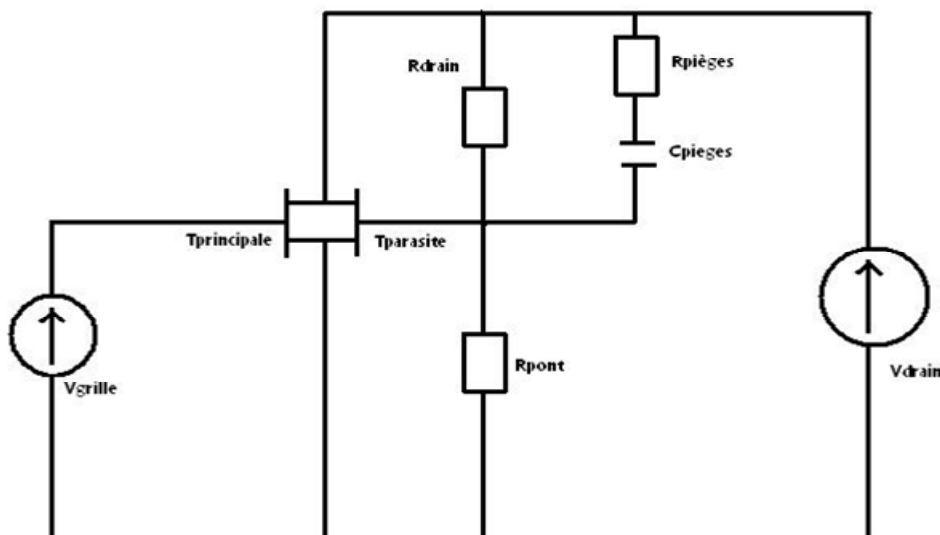 Rdrain
Rpièges
Cpieges
Tprincipale
Tparasite
Rpont
Vgrille
Vdrain